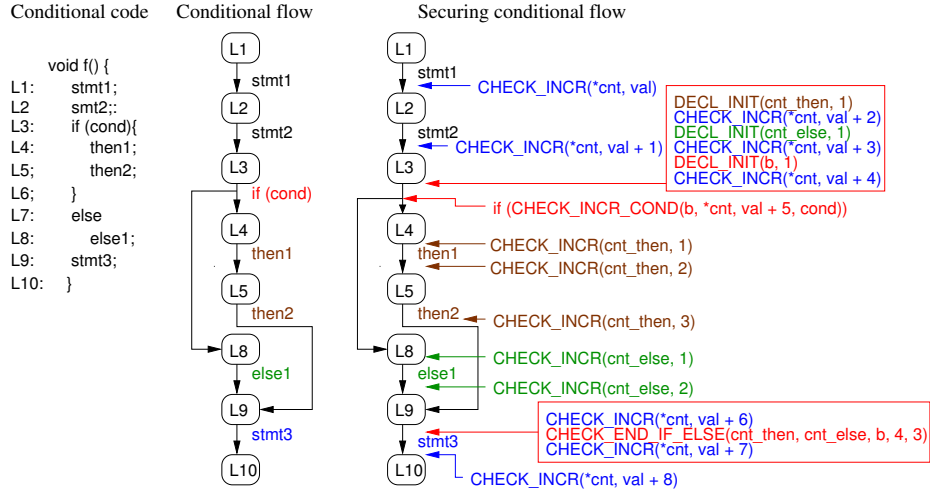 Conditional code
Conditional flow
Securing conditional flow
void f() {
L1: stmt1;
L2 smt2;:
L3: if (cond){
L4: then1;
L5; then2;
L6; }
L7: else
L8: else1;
L9: stmt3;
L10: }
L1
stmt1
L2
stmt2
L3
if (cond)
L4
then1
L5
then2
L8
else1
L9
stmt3
L10
L1
stmt1
CHECK_INCR(*cnt, val)
L2
stmt2
CHECK_INCR(*cnt, val + 1)
L3
DECL_INIT(cnt_then, 1)
CHECK_INCR(*cnt, val + 2)
DECL_INIT(cnt_else, 1)
CHECK_INCR(*cnt, val + 3)
DECL_INIT(b, 1)
CHECK_INCR(*cnt, val + 4)
if (CHECK_INCR_COND(b, *cnt, val + 5, cond))
L4
CHECK_INCR(cnt_then, 1)
then1
CHECK_INCR(cnt_then, 2)
L5
then2
CHECK_INCR(cnt_then, 3)
L8
CHECK_INCR(cnt_else, 1)
else1
CHECK_INCR(cnt_else, 2)
L9
CHECK_INCR(*cnt, val + 6)
CHECK_END_IF_ELSE(cnt_then, cnt_else, b, 4, 3)
CHECK_INCR(*cnt, val + 7)
stmt3
L10
CHECK_INCR(*cnt, val + 8)